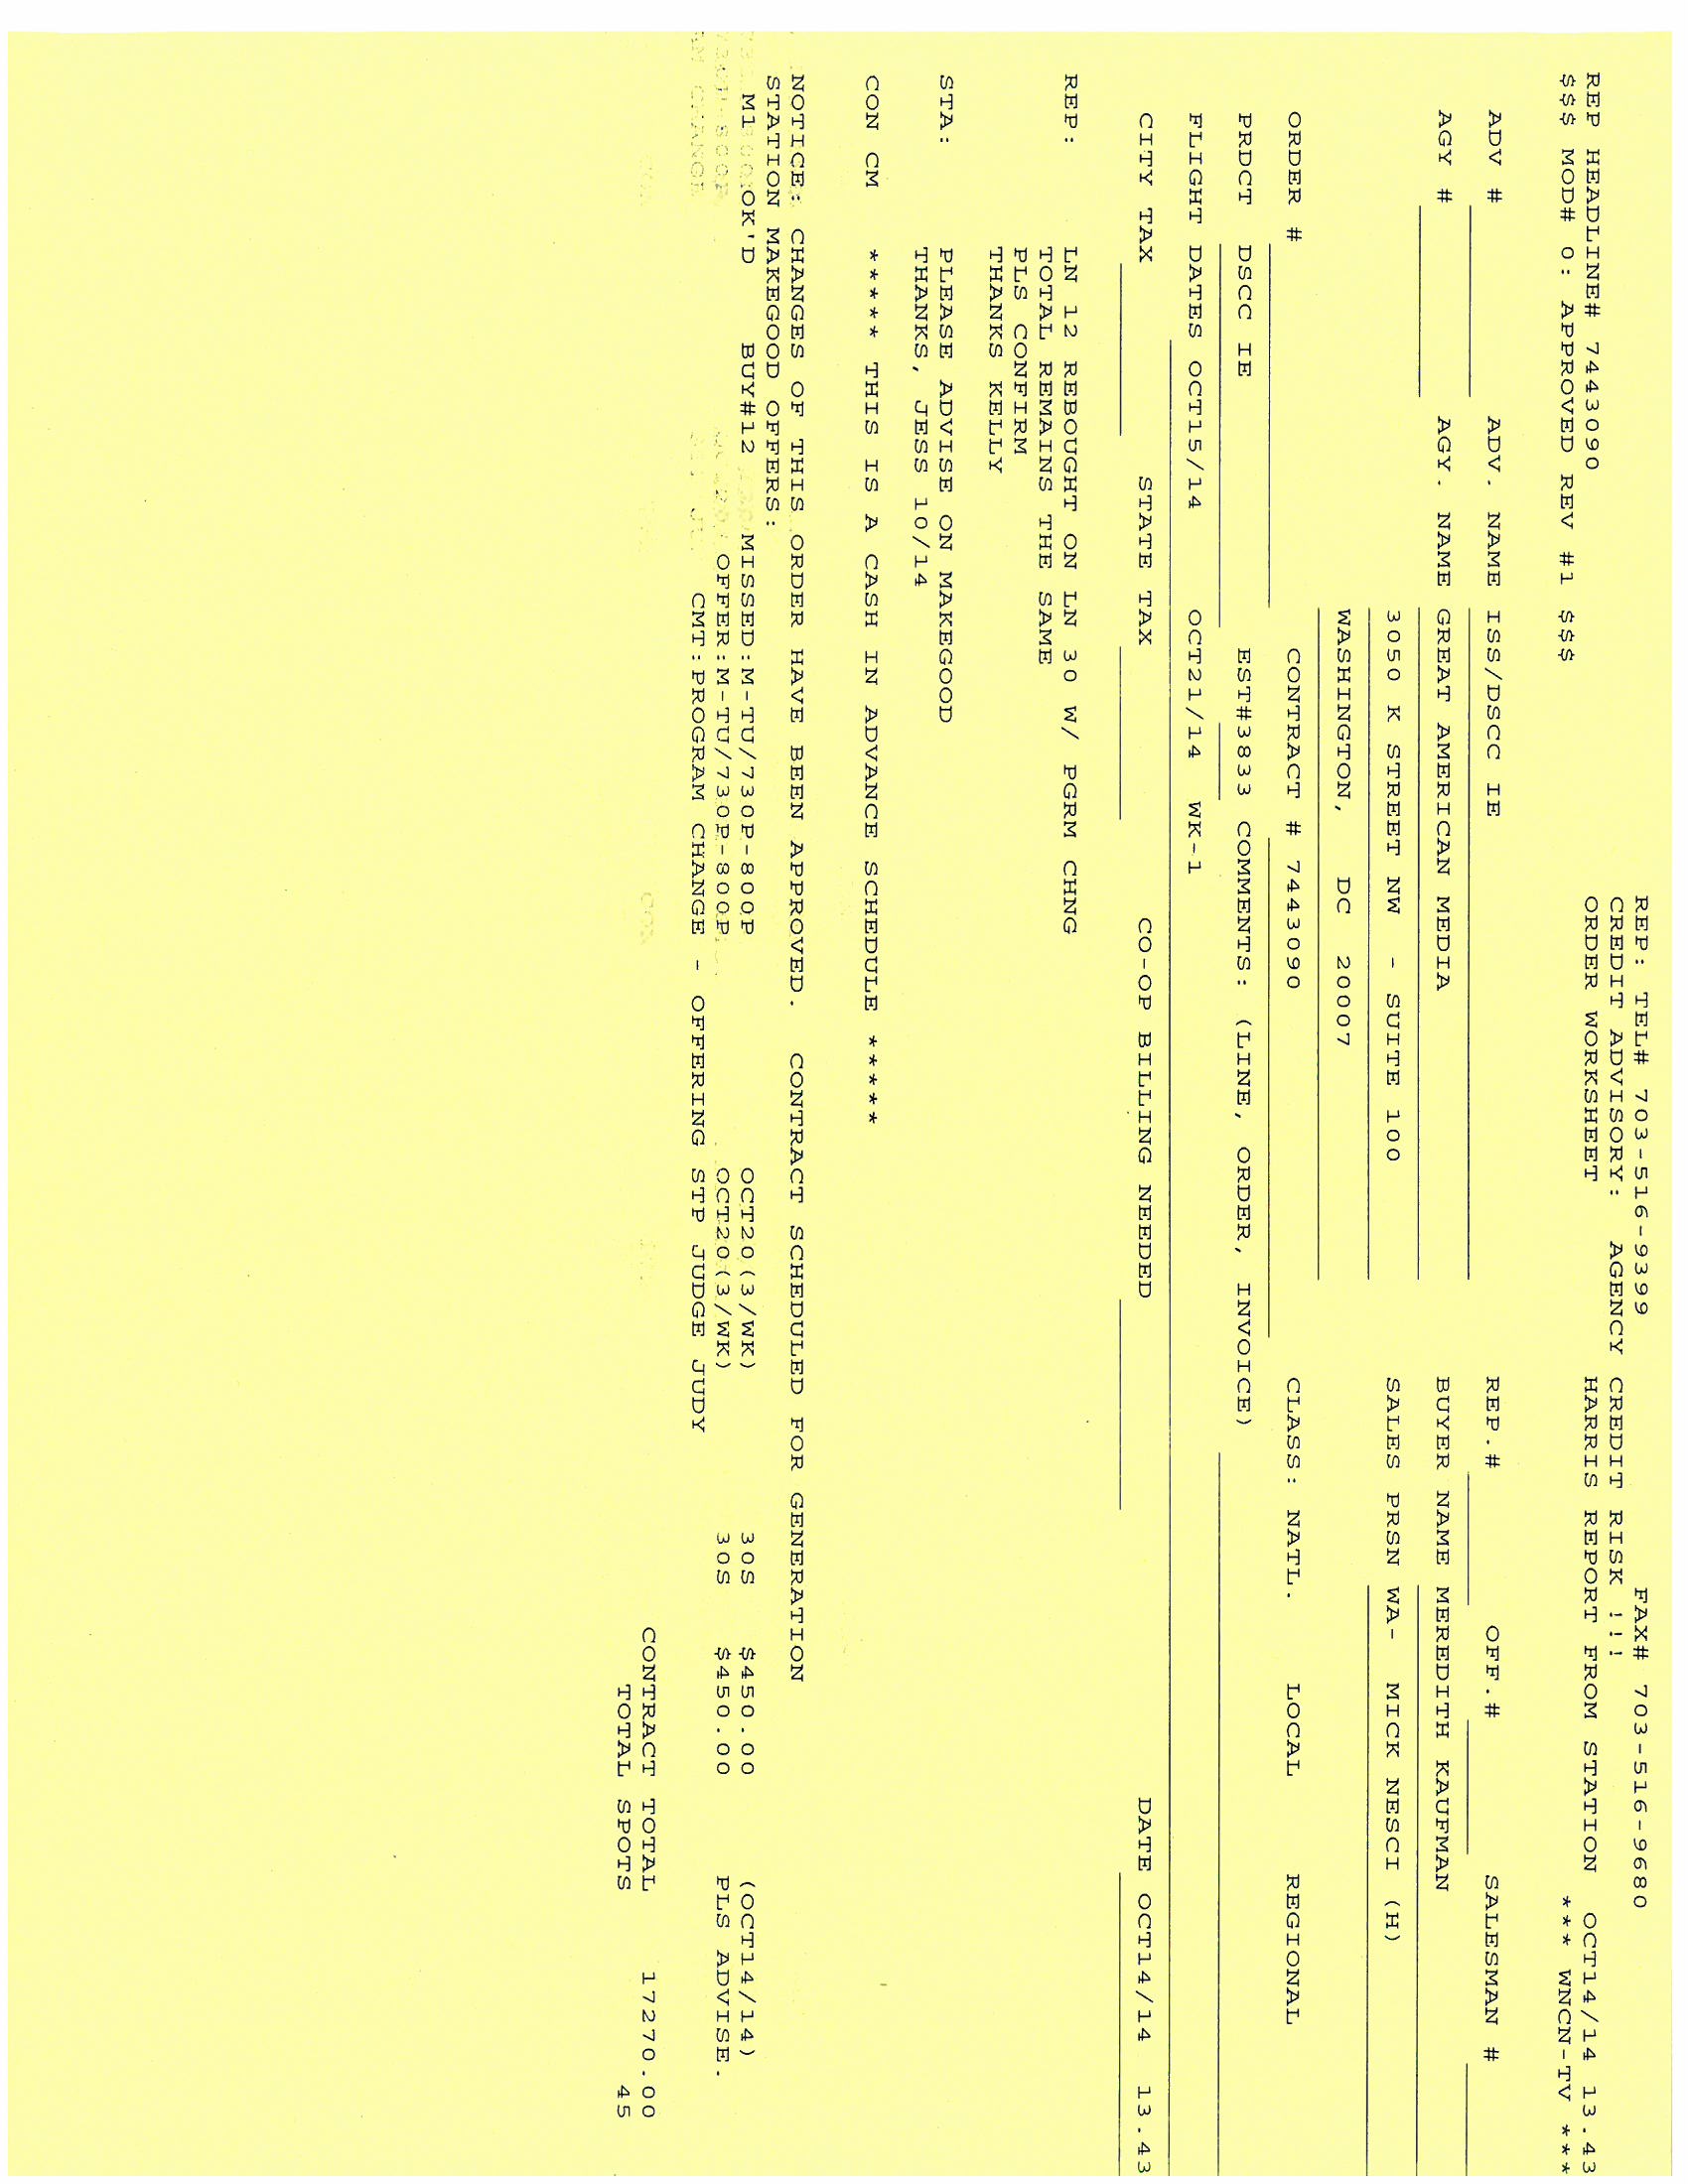 REP: TEL# 703-516-9399 FAX# 703-516-9680
CREDIT ADVISORY: AGENCY CREDIT RISK !!!
ORDER WORKSHEET HARRIS REPORT FROM STATION OCT14/14 13.43
REP HEADLINE# 7443090 *** WNCN-TV ***
$$$ MOD# 0: APPROVED REV #1 $$$
ADV # ADV. NAME ISS/DSCC IE REP.# OFF.# SALESMAN #
AGY # AGY. NAME GREAT AMERICAN MEDIA BUYER NAME MEREDITH KAUFMAN
3050 K STREET NW - SUITE 100 SALES PRSN WA- MICK NESCI (H)
WASHINGTON, DC 20007
ORDER # CONTRACT # 7443090 CLASS: NATL. LOCAL REGIONAL
PRDCT DSCC IE EST#3833 COMMENTS: (LINE, ORDER, INVOICE)
FLIGHT DATES OCT15/14 OCT21/14 WK-1
CITY TAX STATE TAX CO-OP BILLING NEEDED DATE OCT14/14 13.43
REP: LN 12 REBOUGHT ON LN 30 W/ PGRM CHNG
TOTAL REMAINS THE SAME
PLS CONFIRM
THANKS KELLY
STA: PLEASE ADVISE ON MAKEGOOD
THANKS, JESS 10/14
CON CM ***** THIS IS A CASH IN ADVANCE SCHEDULE *****
NOTICE: CHANGES OF THIS ORDER HAVE BEEN APPROVED. CONTRACT SCHEDULED FOR GENERATION
STATION MAKEGOOD OFFERS:
M1 OK'D BUY#12 MISSED:M-TU/730P-800P OCT20(3/WK) 30S $450.00 (OCT14/14)
OFFER:M-TU/730P-800P OCT20(3/WK) 30S $450.00 PLS ADVISE.
CMT:PROGRAM CHANGE - OFFERING STP JUDGE JUDY
CONTRACT TOTAL 17270.00
TOTAL SPOTS 45